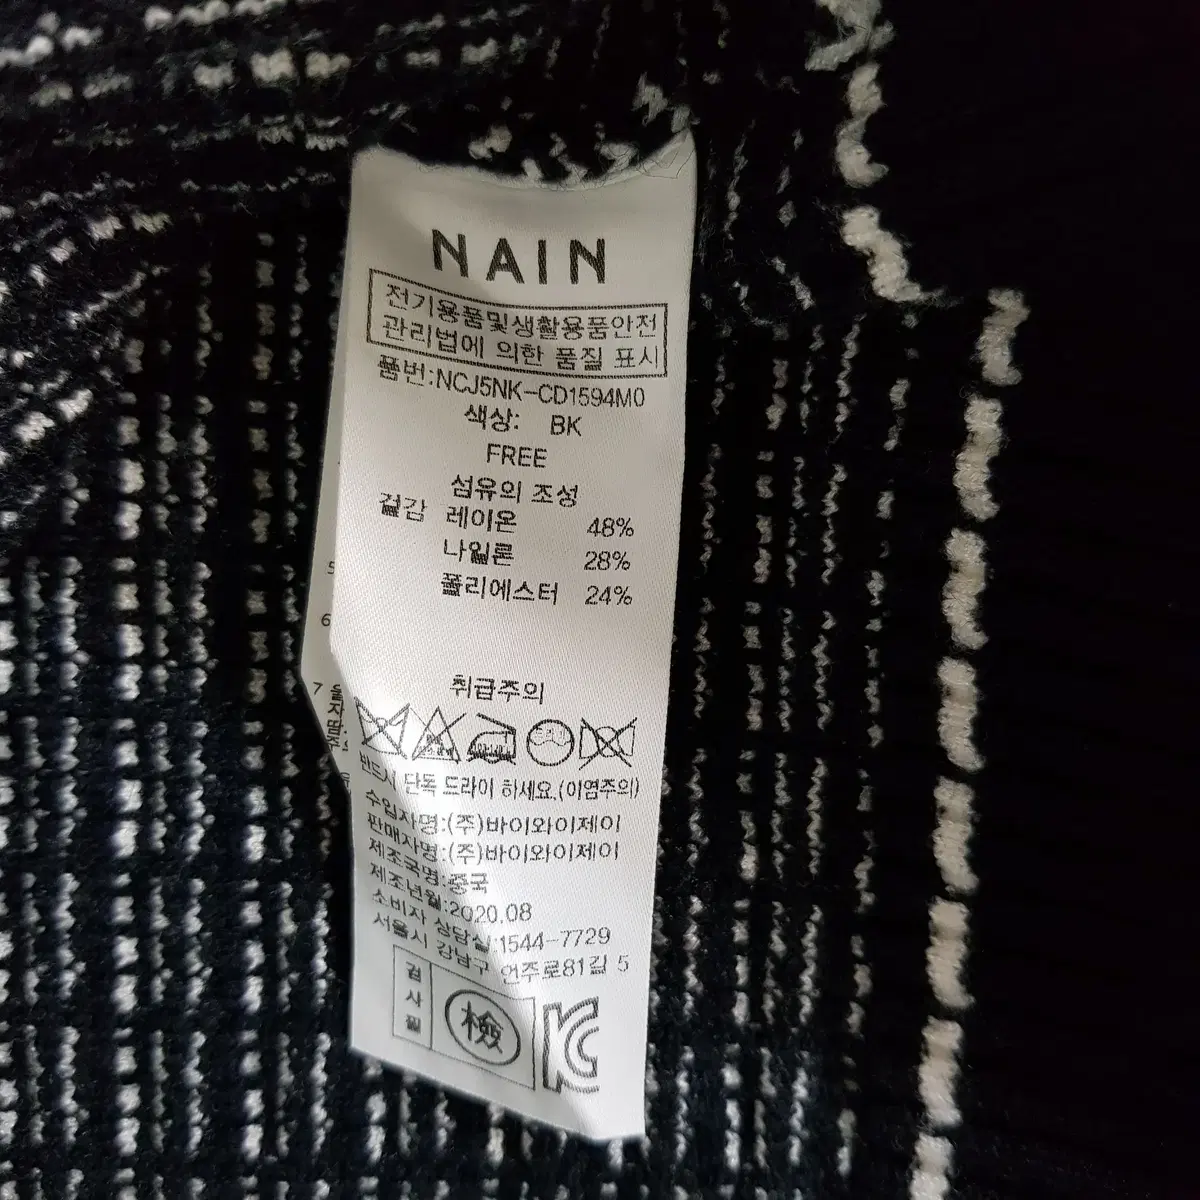 NAIN
전기용품및생활용품안전
관리법에 의한 품질 표시
품번:NCJ5NK-CD1594M0
색상: BK
FREE
섬유의 조성
겉감 레이온 48%
나일론 28%
폴리에스터 24%
취급주의
반드시 단독 드라이 하세요.(이염주의)
수입자명:(주)바이와이제이
판매자명:(주)바이와이제이
제조국명:중국
제조년월:2020.08
소비자 상담실:1544-7729
서울시 강남구 언주로81길 5
검사필
檢
5
6
7